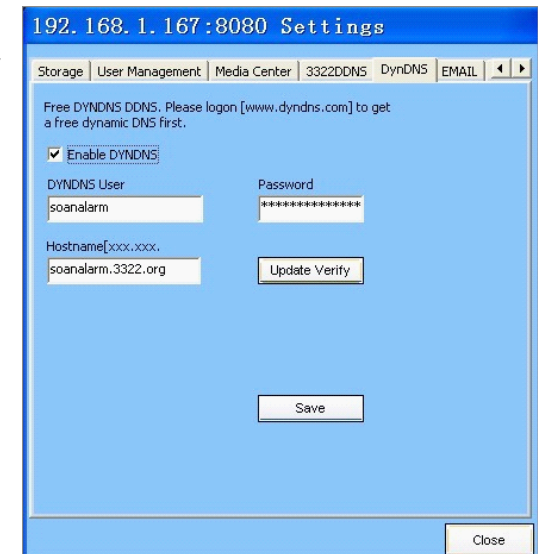 192.168.1.167:8080 Settings
Storage User Management Media Center 3322DDNS DynDNS EMAIL
Free DYNDNS DDNS. Please logon [www.dyndns.com] to get
a free dynamic DNS first.
Enable DYNDNS
DYNDNS User Password
soanalarm **************
Hostname[xxx.xxx.
soanalarm.3322.org Update Verify
Save
Close